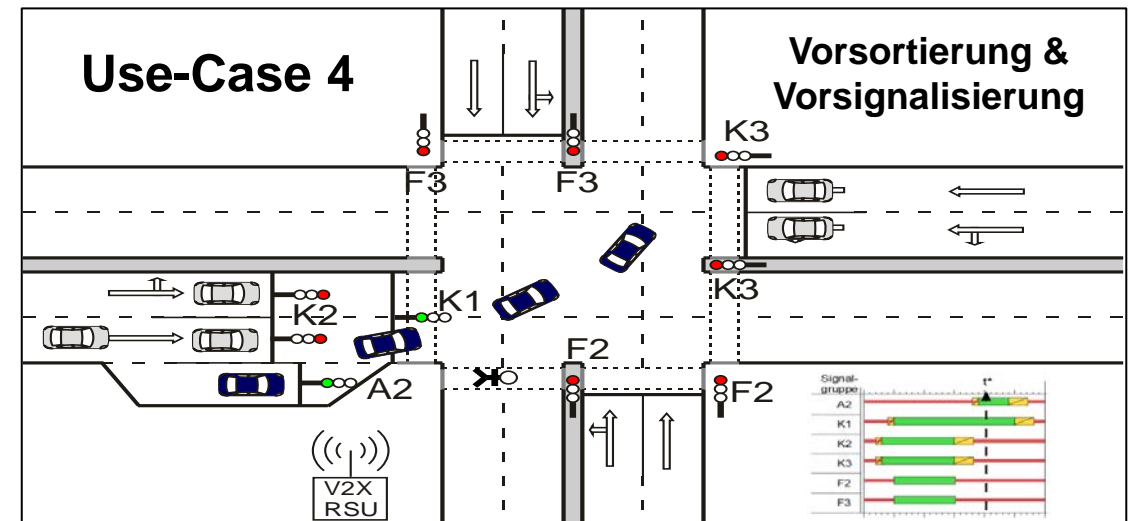 Use-Case 4
Vorsortierung &
Vorsignalisierung
K3
F3
F3
K3
K2
K1
A2
F2
F2
V2X
RSU
Signal-
gruppe
t*
A2
K1
K2
K3
F2
F3